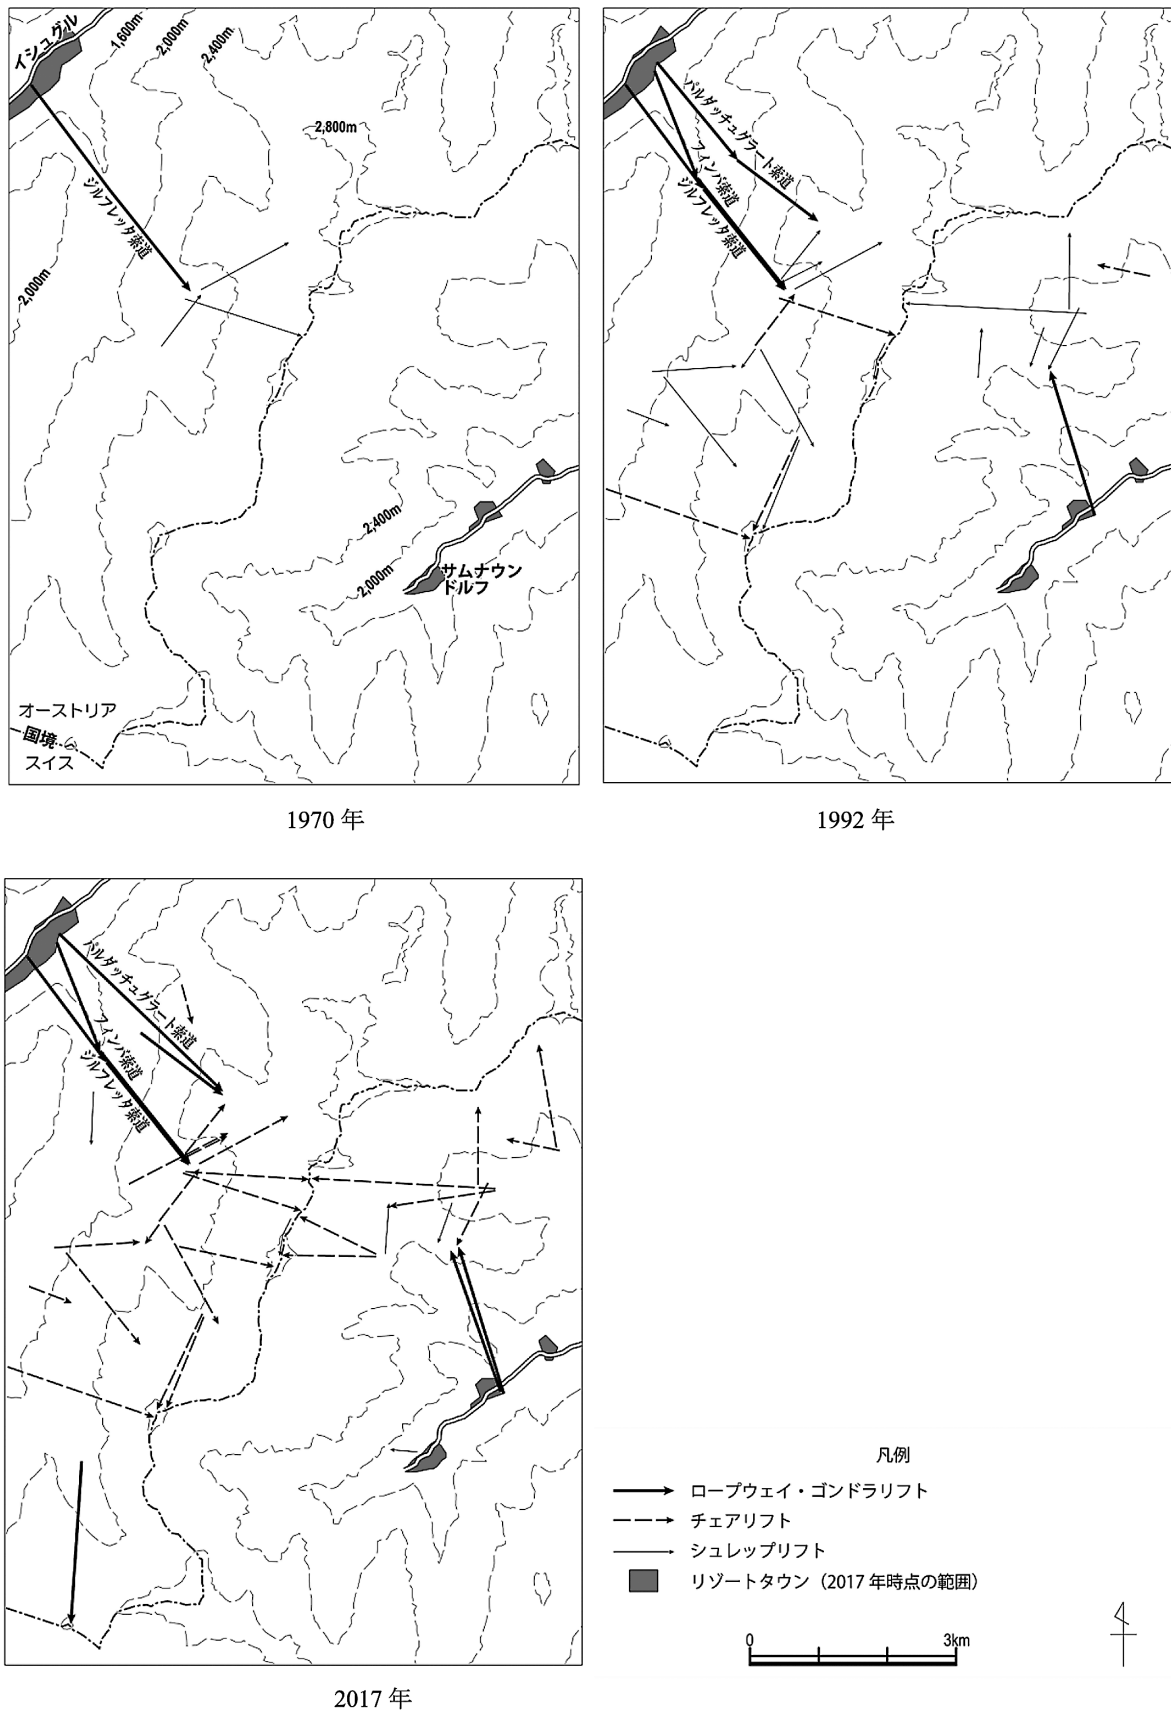 イシュグル
1,600m
2,000m
2,400m
2,800m
ジルフレッタ索道
2,000m
2,400m
2,000m
サムナウン
ドルフ
オーストリア
国境
スイス
1970 年
パルダッチュグラート索道
フィンバ索道
ジルフレッタ索道
1992 年
パルダッチュグラート索道
フィンバ索道
ジルフレッタ索道
2017 年
凡例
ロープウェイ・ゴンドラリフト
チェアリフト
シュレップリフト
リゾートタウン（2017 年時点の範囲）
0 3km